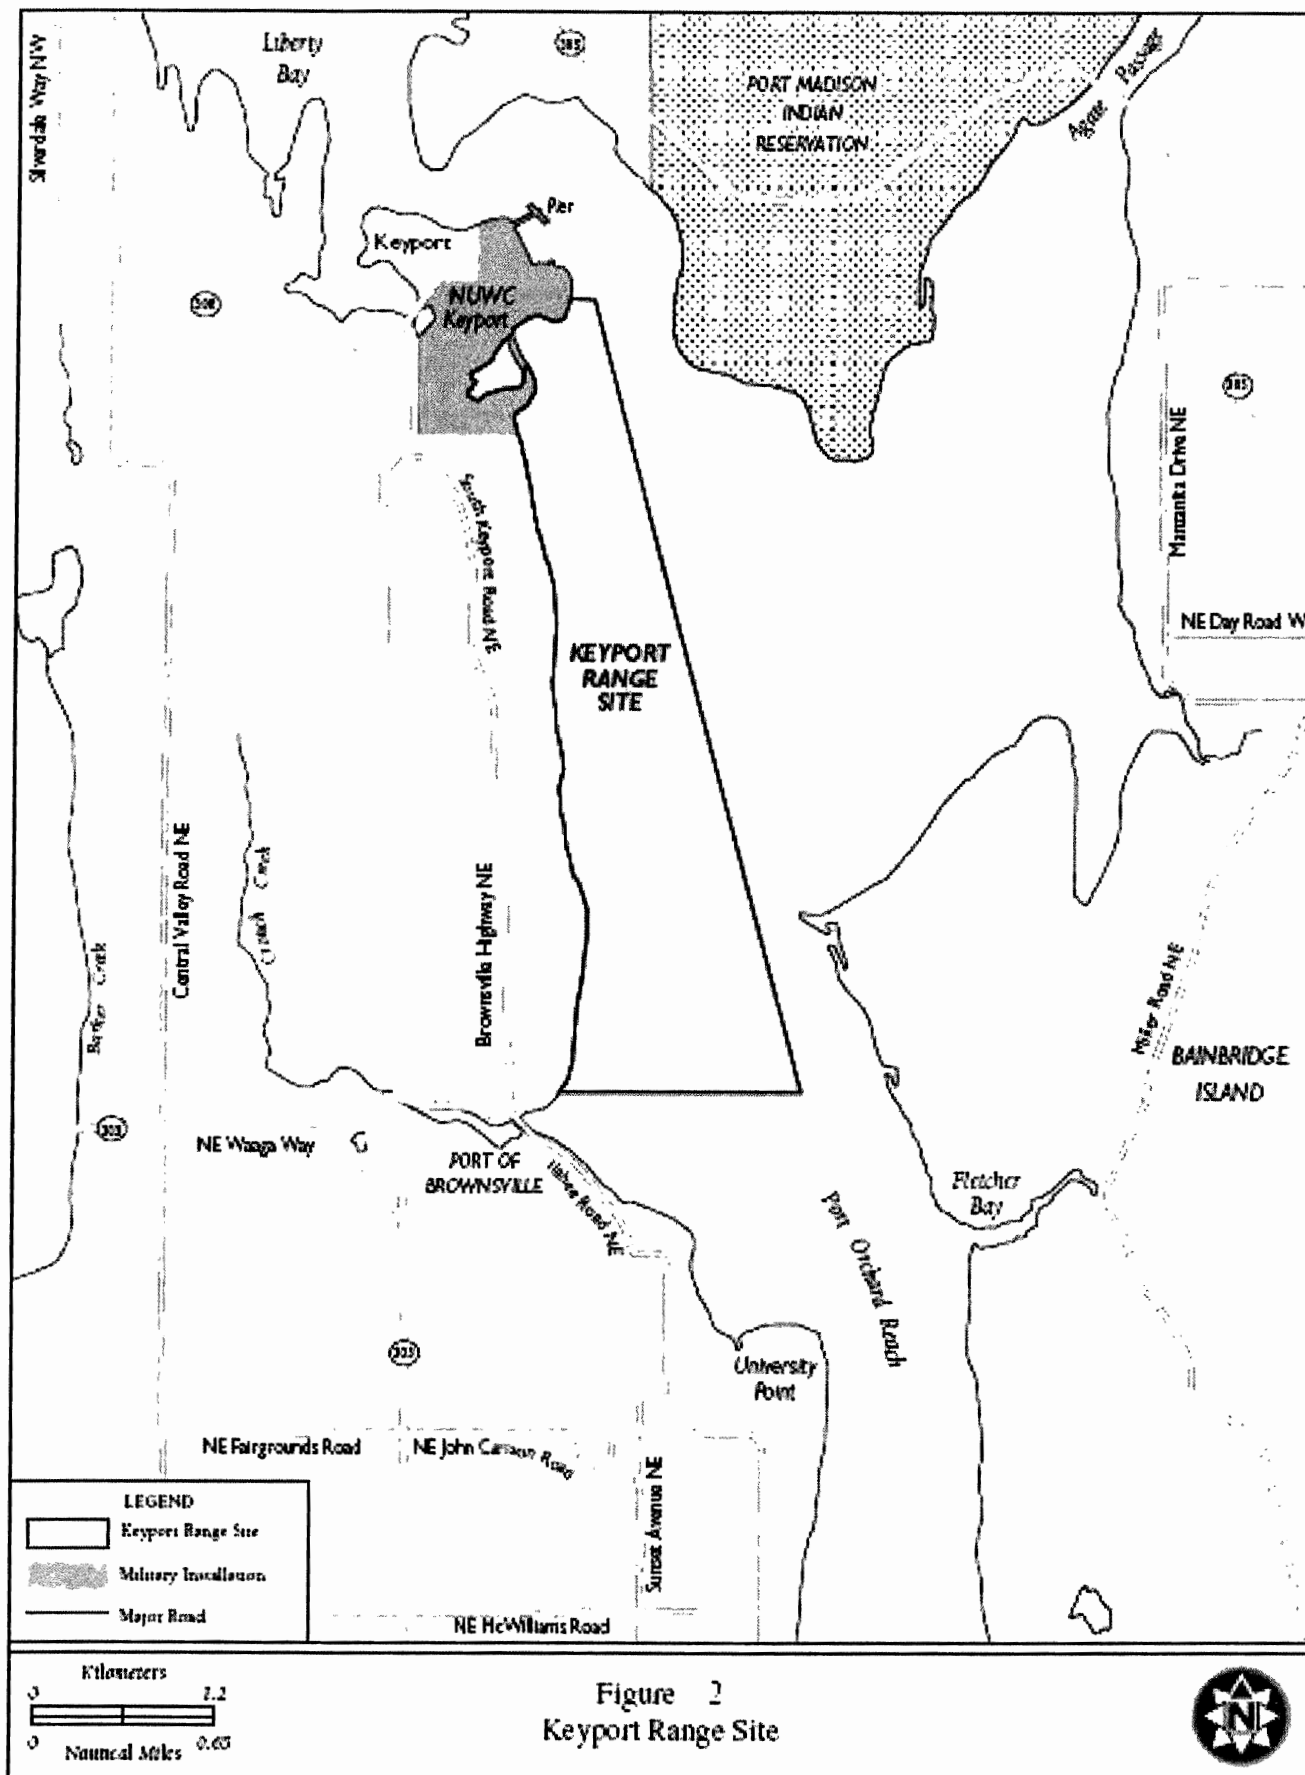 Silverdale Way NW
Liberty
Bay
PORT MADISON
INDIAN
RESERVATION
Agate Passage
Pier
Keyport
NUWC
Keyport
308
Manzanita Drive NE
South Keyport Road NE
NE Day Road W
KEYPORT
RANGE
SITE
Central Valley Road NE
Creek
Brownsville Highway NE
Barker Creek
Miller Road NE
BAINBRIDGE
ISLAND
303
NE Waaga Way
PORT OF
BROWNSVILLE
Road NE
Fletcher
Bay
Port Orchard Reach
303
University
Point
NE Fairgrounds Road
NE John Carlson Road
Sunset Avenue NE
NE McWilliams Road
LEGEND
Keyport Range Site
Military Installation
Major Road
Kilometers
0 1.2
0 0.65
Nautical Miles
Figure 2
Keyport Range Site
N